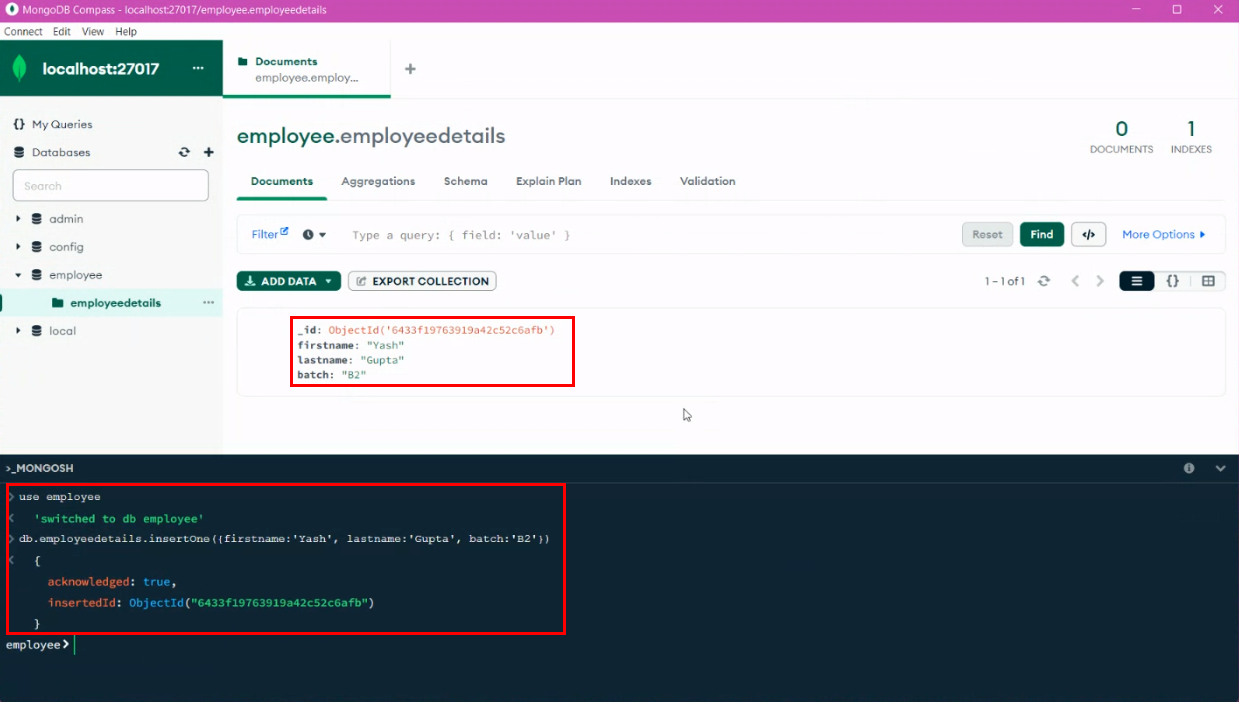 MongoDB Compass - localhost:27017/employee.employeedetails
Connect Edit View Help
localhost:27017 ...
Documents
employee.employ...
My Queries
Databases
Search
admin
config
employee
employeedetails ...
local
employee.employeedetails
0
DOCUMENTS
1
INDEXES
Documents Aggregations Schema Explain Plan Indexes Validation
Filter Type a query: { field: 'value' } Reset Find </> More Options
ADD DATA EXPORT COLLECTION 1 – 1 of 1 {}
_id: ObjectId('6433f19763919a42c52c6afb')
firstname: "Yash"
lastname: "Gupta"
batch: "B2"
>_MONGOSH
> use employee
< 'switched to db employee'
> db.employeedetails.insertOne({firstname:'Yash', lastname:'Gupta', batch:'B2'})
< {
acknowledged: true,
insertedId: ObjectId("6433f19763919a42c52c6afb")
}
employee>